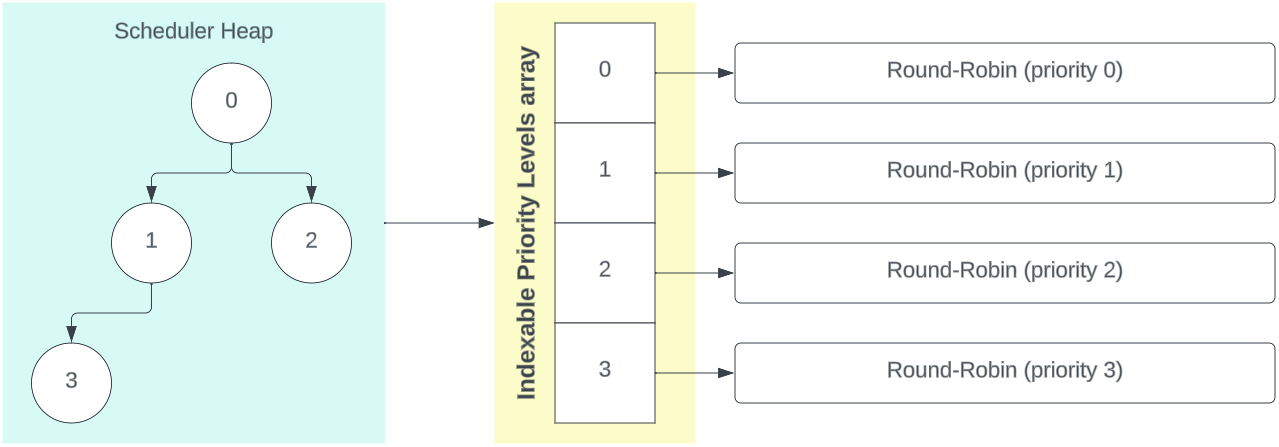 Scheduler Heap
0
1
2
3
Indexable Priority Levels array
0
1
2
3
Round-Robin (priority 0)
Round-Robin (priority 1)
Round-Robin (priority 2)
Round-Robin (priority 3)